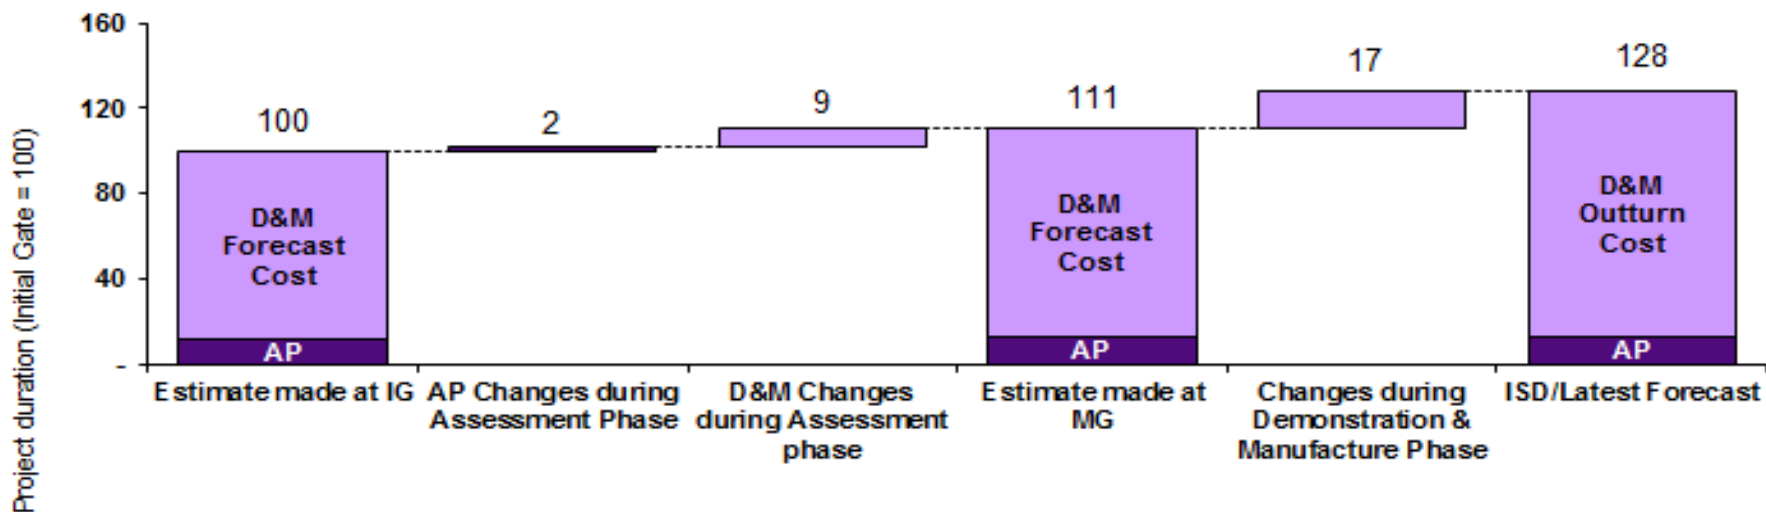 Project duration (Initial Gate = 100)
160
120
80
40
-
100
2
9
111
17
128
D&M
Forecast
Cost
AP
D&M
Forecast
Cost
AP
D&M
Outturn
Cost
AP
Estimate made at IG
AP Changes during
Assessment Phase
D&M Changes
during Assessment
phase
Estimate made at
MG
Changes during
Demonstration &
Manufacture Phase
ISD/Latest Forecast